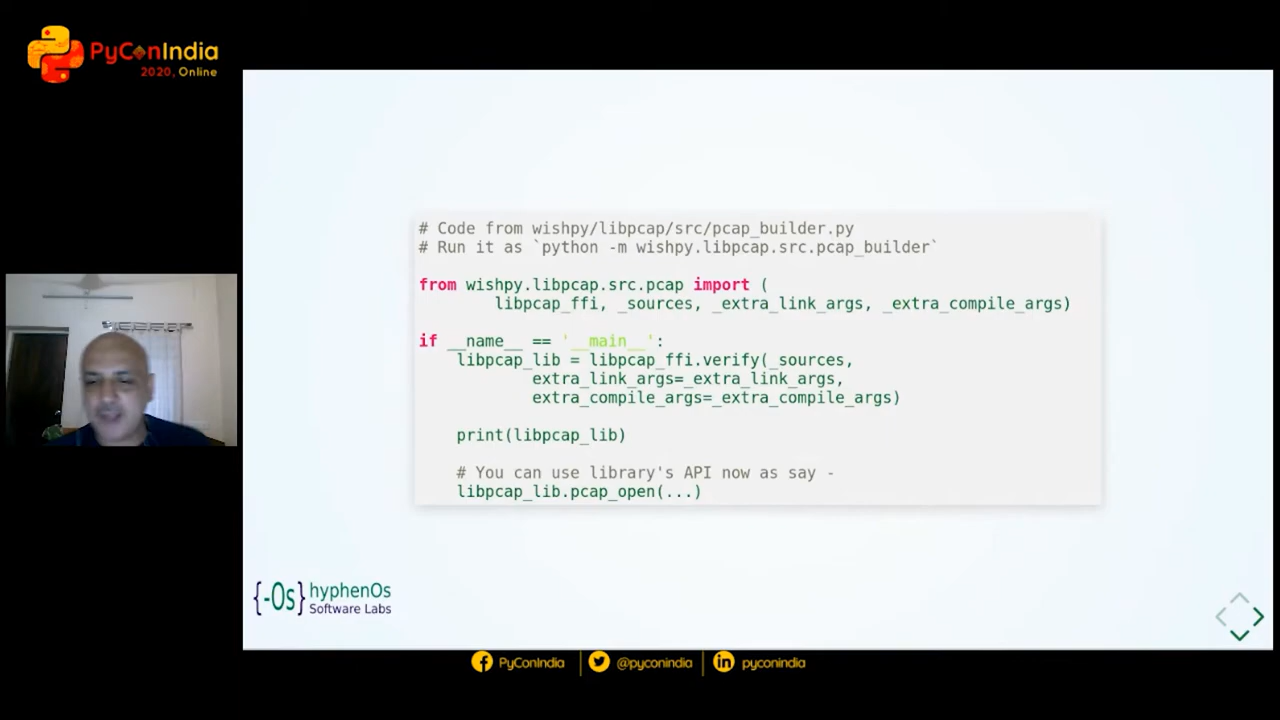 PyConIndia
2020, Online
# Code from wishpy/libpcap/src/pcap_builder.py
# Run it as `python -m wishpy.libpcap.src.pcap_builder`
from wishpy.libpcap.src.pcap import (
libpcap_ffi, _sources, _extra_link_args, _extra_compile_args)
if __name__ == '__main__':
libpcap_lib = libpcap_ffi.verify(_sources,
extra_link_args=_extra_link_args,
extra_compile_args=_extra_compile_args)
print(libpcap_lib)
# You can use library's API now as say -
libpcap_lib.pcap_open(...)
{-Os} hyphenOs
Software Labs
PyConIndia @pyconindia pyconindia